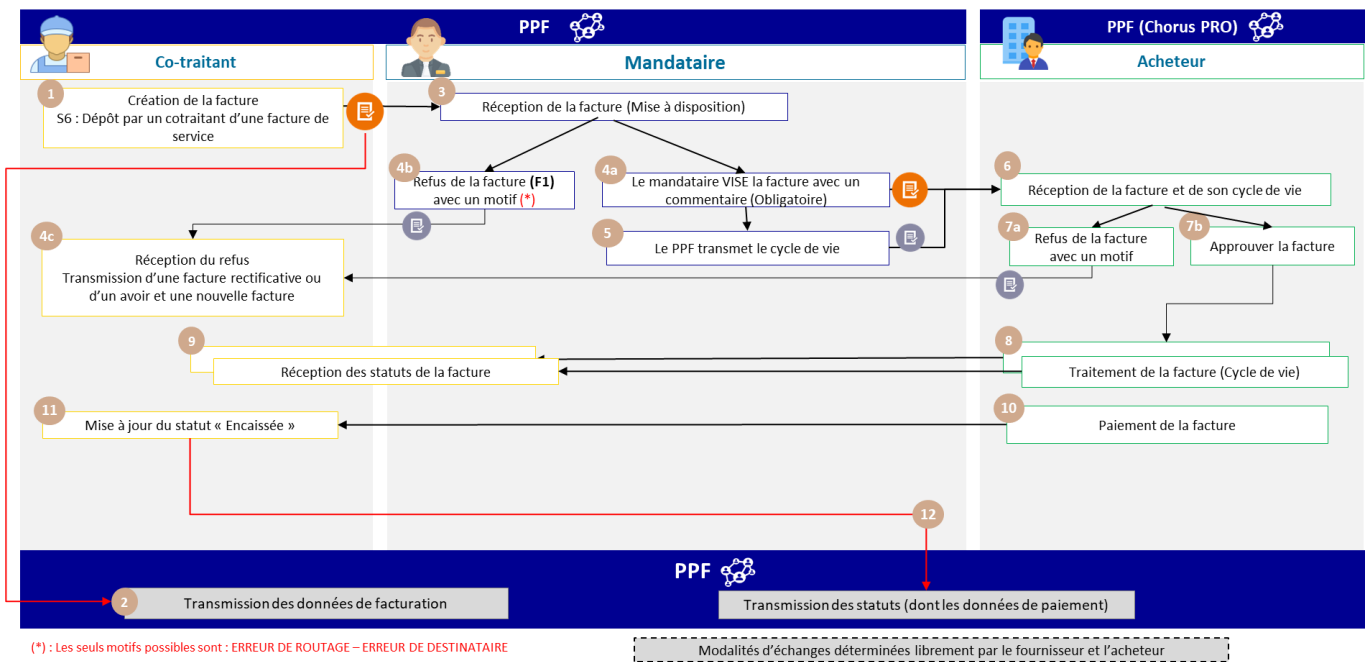 PPF
PPF (Chorus PRO)
Co-traitant
Mandataire
Acheteur
1
Création de la facture
S6 : Dépôt par un cotraitant d'une facture de
service
3
Réception de la facture (Mise à disposition)
4b
Refus de la facture (F1)
avec un motif (*)
4a
Le mandataire VISE la facture avec un
commentaire (Obligatoire)
6
Réception de la facture et de son cycle de vie
4c
Réception du refus
Transmission d'une facture rectificative ou
d'un avoir et une nouvelle facture
5
Le PPF transmet le cycle de vie
7a
Refus de la facture
avec un motif
7b
Approuver la facture
9
Réception des statuts de la facture
8
Traitement de la facture (Cycle de vie)
11
Mise à jour du statut « Encaissée »
10
Paiement de la facture
12
PPF
2
Transmission des données de facturation
Transmission des statuts (dont les données de paiement)
(*) : Les seuls motifs possibles sont : ERREUR DE ROUTAGE – ERREUR DE DESTINATAIRE
Modalités d'échanges déterminées librement par le fournisseur et l'acheteur